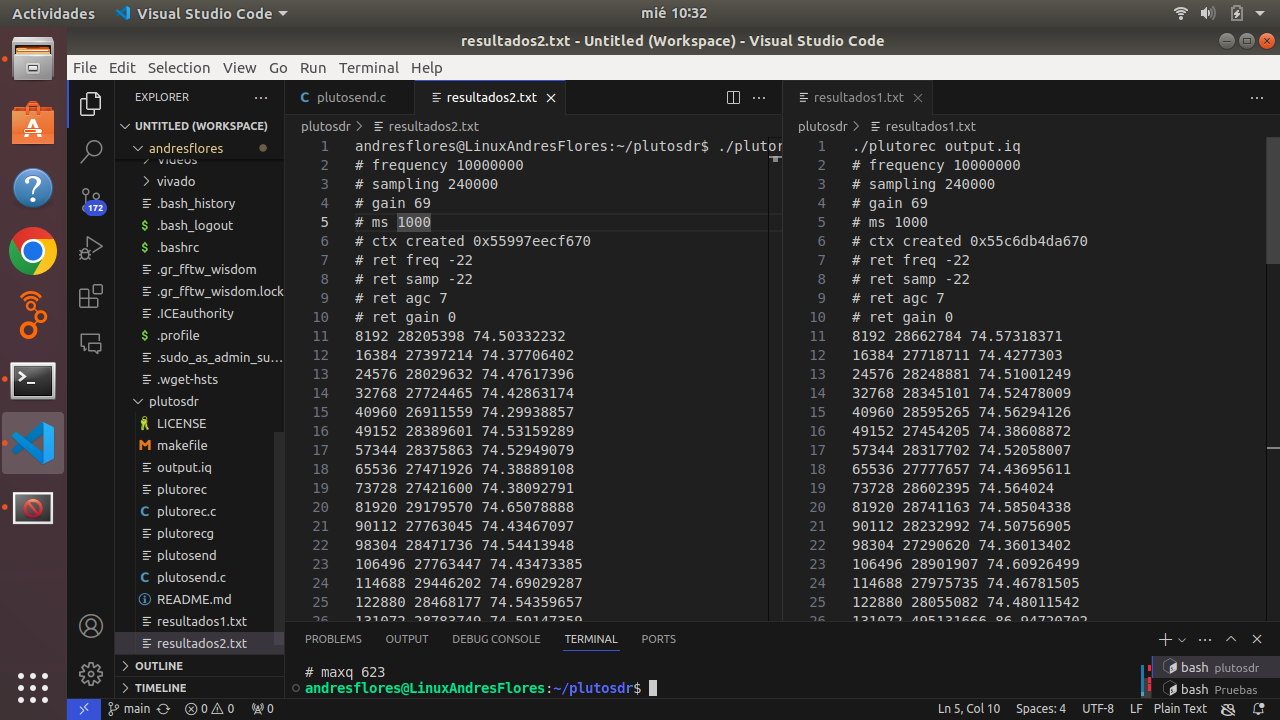 Actividades
Visual Studio Code
mié 10:32
resultados2.txt - Untitled (Workspace) - Visual Studio Code
File Edit Selection View Go Run Terminal Help
EXPLORER
UNTITLED (WORKSPACE)
andresflores
vivado
.bash_history
.bash_logout
.bashrc
.gr_fftw_wisdom
.gr_fftw_wisdom.lock
.ICEauthority
.profile
.sudo_as_admin_su...
.wget-hsts
plutosdr
LICENSE
makefile
output.iq
plutorec
plutorec.c
plutorecg
plutosend
plutosend.c
README.md
resultados1.txt
resultados2.txt
OUTLINE
TIMELINE
172
plutosend.c
resultados2.txt
plutosdr > resultados2.txt
1 andresflores@LinuxAndresFlores:~/plutosdr$ ./plutor
2 # frequency 10000000
3 # sampling 240000
4 # gain 69
5 # ms 1000
6 # ctx created 0x55997eecf670
7 # ret freq -22
8 # ret samp -22
9 # ret agc 7
10 # ret gain 0
11 8192 28205398 74.50332232
12 16384 27397214 74.37706402
13 24576 28029632 74.47617396
14 32768 27724465 74.42863174
15 40960 26911559 74.29938857
16 49152 28389601 74.53159289
17 57344 28375863 74.52949079
18 65536 27471926 74.38889108
19 73728 27421600 74.38092791
20 81920 29179570 74.65078888
21 90112 27763045 74.43467097
22 98304 28471736 74.54413948
23 106496 27763447 74.43473385
24 114688 29446202 74.69029287
25 122880 28468177 74.54359657
26 131072 28783749 74.59147359
resultados1.txt
plutosdr > resultados1.txt
1 ./plutorec output.iq
2 # frequency 10000000
3 # sampling 240000
4 # gain 69
5 # ms 1000
6 # ctx created 0x55c6db4da670
7 # ret freq -22
8 # ret samp -22
9 # ret agc 7
10 # ret gain 0
11 8192 28662784 74.57318371
12 16384 27718711 74.4277303
13 24576 28248881 74.51001249
14 32768 28345101 74.52478009
15 40960 28595265 74.56294126
16 49152 27454205 74.38608872
17 57344 28317702 74.52058007
18 65536 27777657 74.43695611
19 73728 28602395 74.564024
20 81920 28741163 74.58504338
21 90112 28232992 74.50756905
22 98304 27290620 74.36013402
23 106496 28901907 74.60926499
24 114688 27975735 74.46781505
25 122880 28055082 74.48011542
26 131072 495131666 86.94720702
PROBLEMS OUTPUT DEBUG CONSOLE TERMINAL PORTS
# maxq 623
andresflores@LinuxAndresFlores:~/plutosdr$
bash plutosdr
bash Pruebas
main 0 0 0
Ln 5, Col 10 Spaces: 4 UTF-8 LF Plain Text